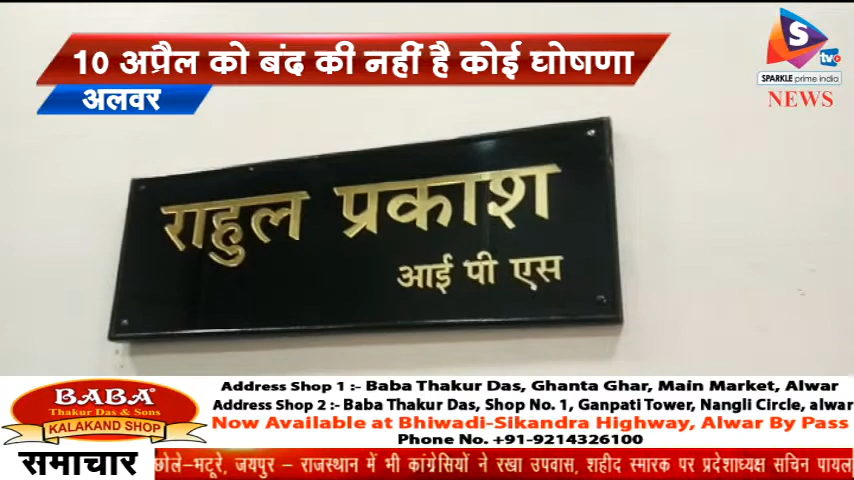 10 अप्रैल को बंद की नहीं है कोई घोषणा
अलवर
S
tv
SPARKLE prime india
NEWS
राहुल प्रकाश
आई पी एस
BABA
Thakur Das & Sons
KALAKAND SHOP
Address Shop 1 :- Baba Thakur Das, Ghanta Ghar, Main Market, Alwar
Address Shop 2 :- Baba Thakur Das, Shop No. 1, Ganpati Tower, Nangli Circle, alwar
Now Available at Bhiwadi-Sikandra Highway, Alwar By Pass
Phone No. +91-9214326100
समाचार
छोले-भटूरे, जयपुर – राजस्थान में भी कांग्रेसियों ने रखा उपवास, शहीद स्मारक पर प्रदेशाध्यक्ष सचिन पायल